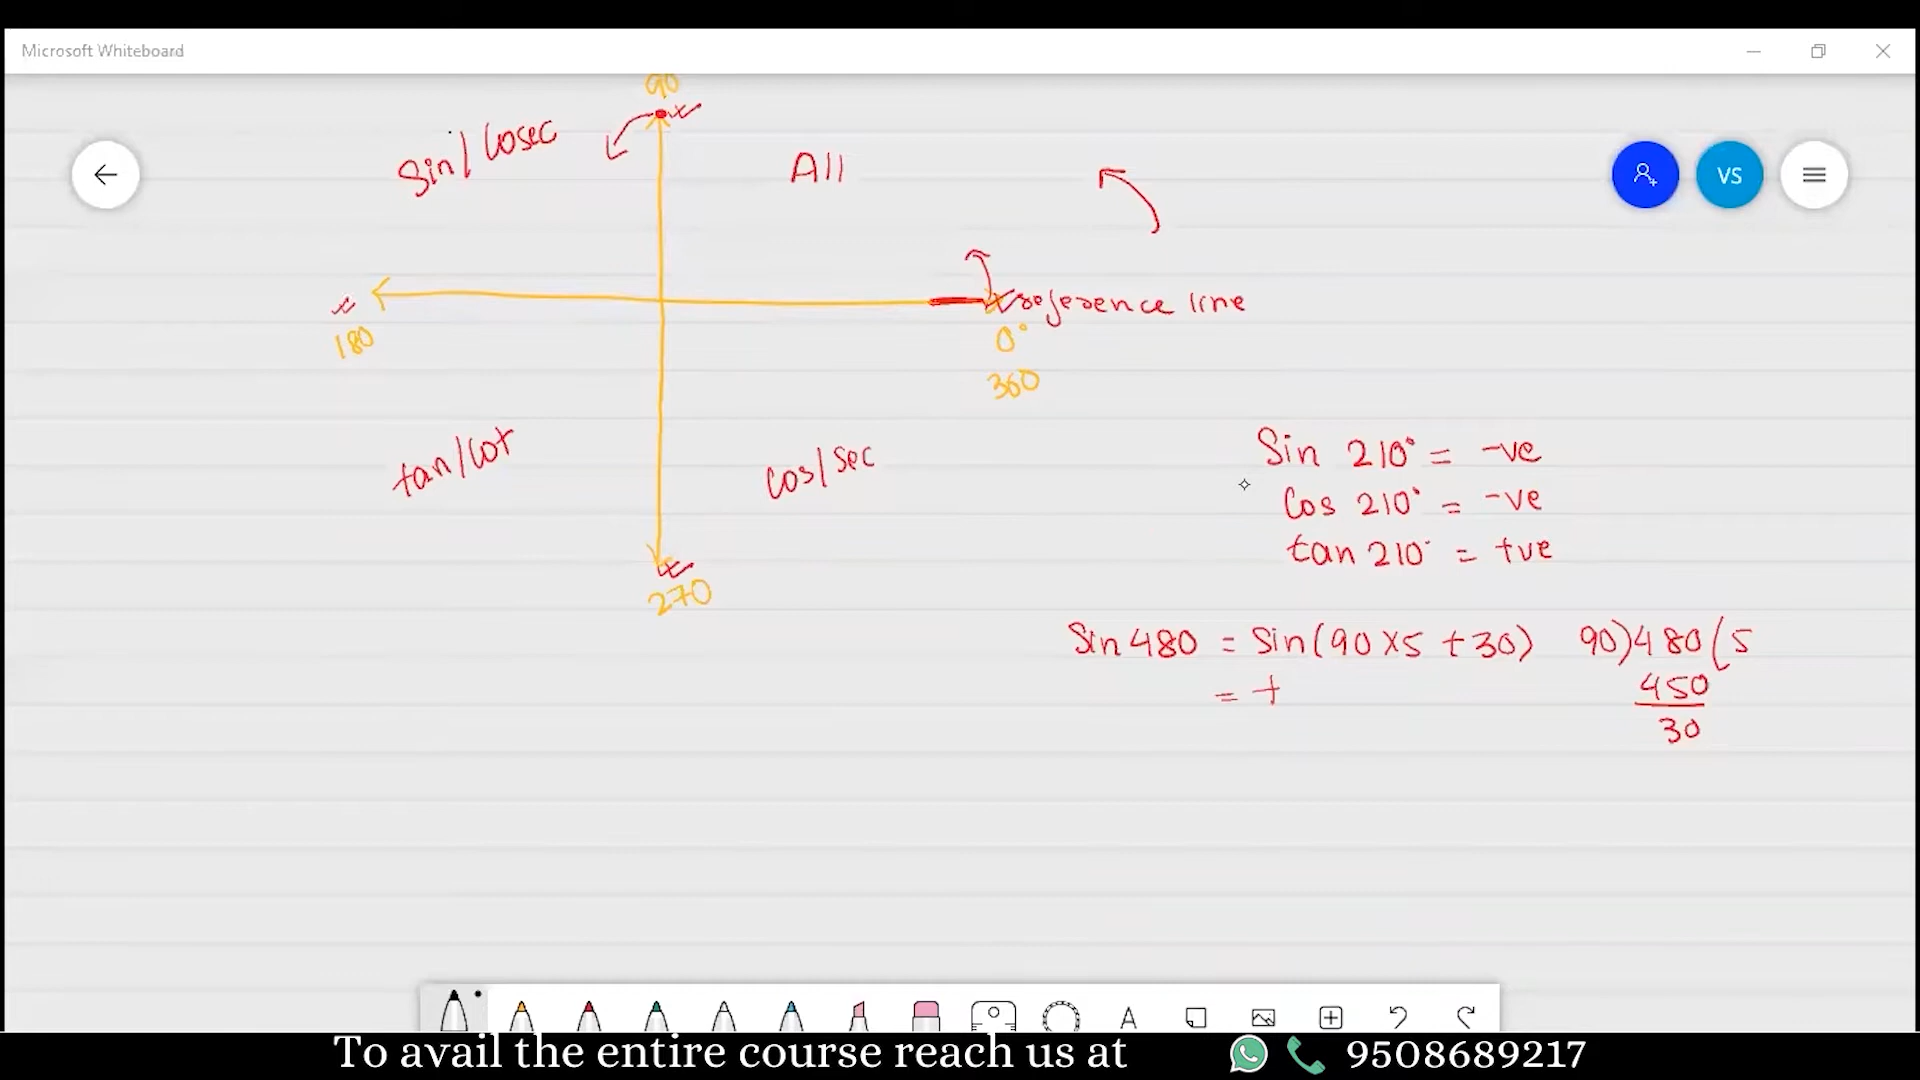 Microsoft Whiteboard
90
Sin/Cosec
All
VS
reference line
180
0°
360
tan/cot
Cos/Sec
270
Sin 210° = -ve
Cos 210° = -ve
tan 210° = +ve
Sin 480 = Sin(90 x 5 + 30)
= +
90)480(5
450
30
A
To avail the entire course reach us at
9508689217